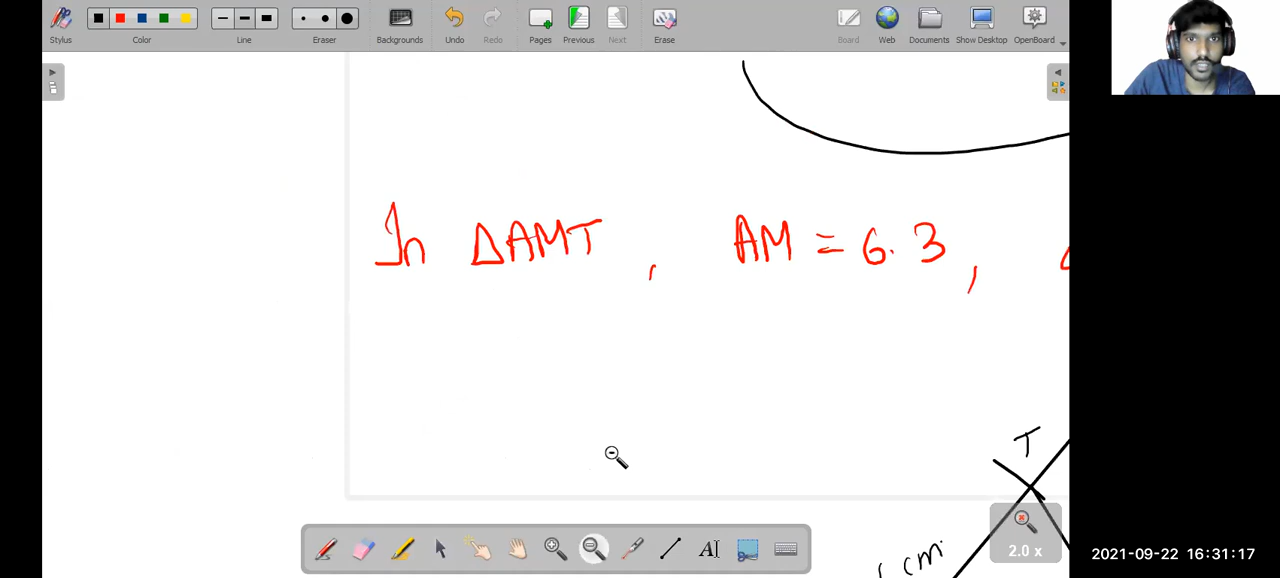 Stylus Color Line Eraser Backgrounds Undo Redo Pages Previous Next Erase Board Web Documents Show Desktop OpenBoard
In ΔAMT, AM = 6.3,
T
cm
2.0 x
2021-09-22 16:31:17